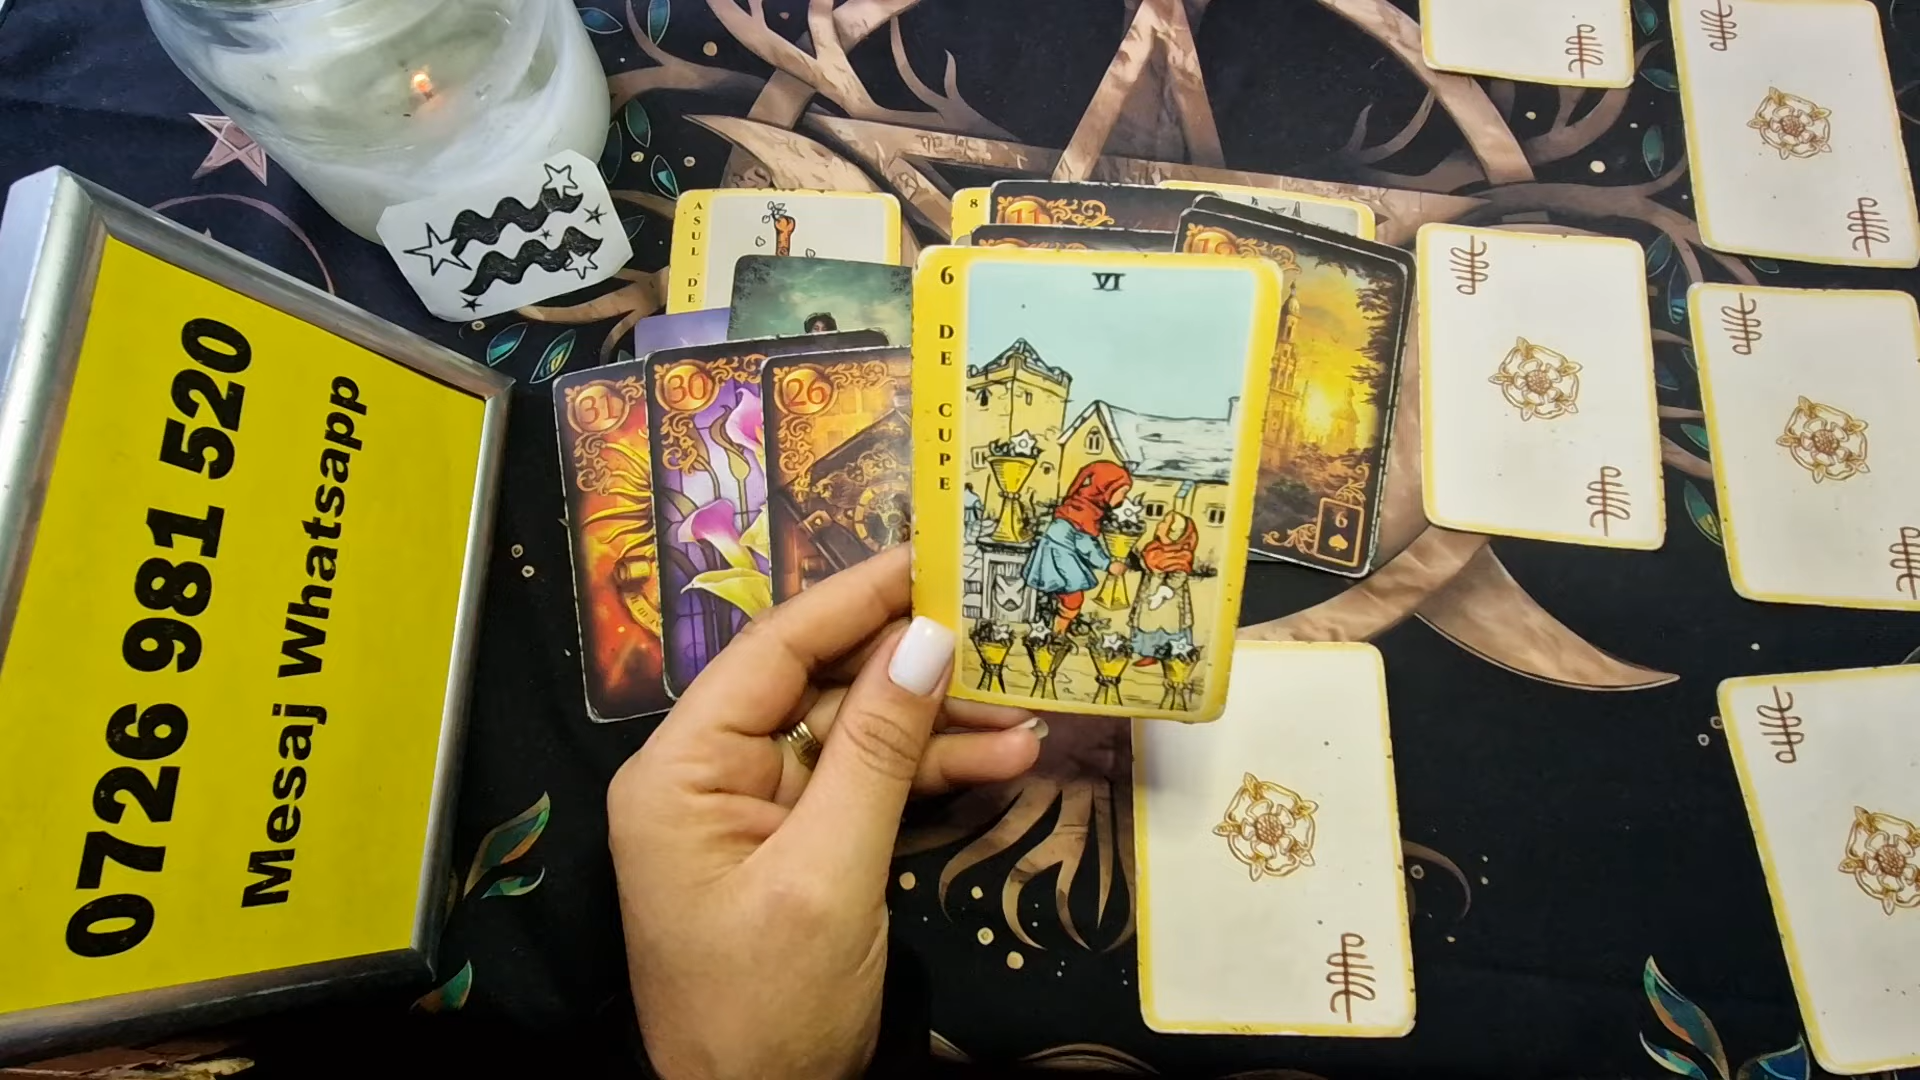 0726 981 520
Mesaj Whatsapp
ASUL DE
8
11
31
30
26
6 DE CUPE
VI
6